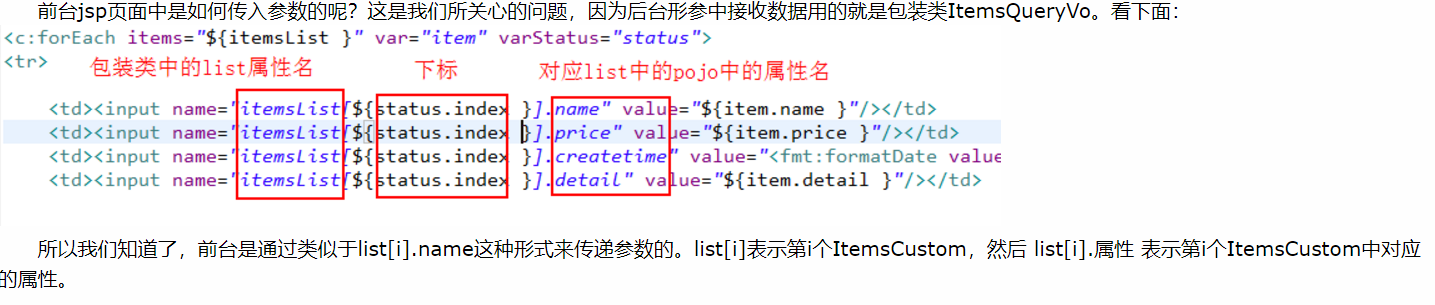 前台jsp页面中是如何传入参数的呢？这是我们所关心的问题，因为后台形参中接收数据用的就是包装类ItemsQueryVo。看下面：
<c:forEach items="${itemsList }" var="item" varStatus="status">
<tr>
包装类中的list属性名 下标 对应list中的pojo中的属性名
<td><input name="itemsList[${status.index }].name" value="${item.name }"/></td>
<td><input name="itemsList[${status.index }].price" value="${item.price }"/></td>
<td><input name="itemsList[${status.index }].createtime" value="<fmt:formatDate value
<td><input name="itemsList[${status.index }].detail" value="${item.detail }"/></td>
所以我们知道了，前台是通过类似于list[i].name这种形式来传递参数的。list[i]表示第i个ItemsCustom，然后 list[i].属性 表示第i个ItemsCustom中对应
的属性。